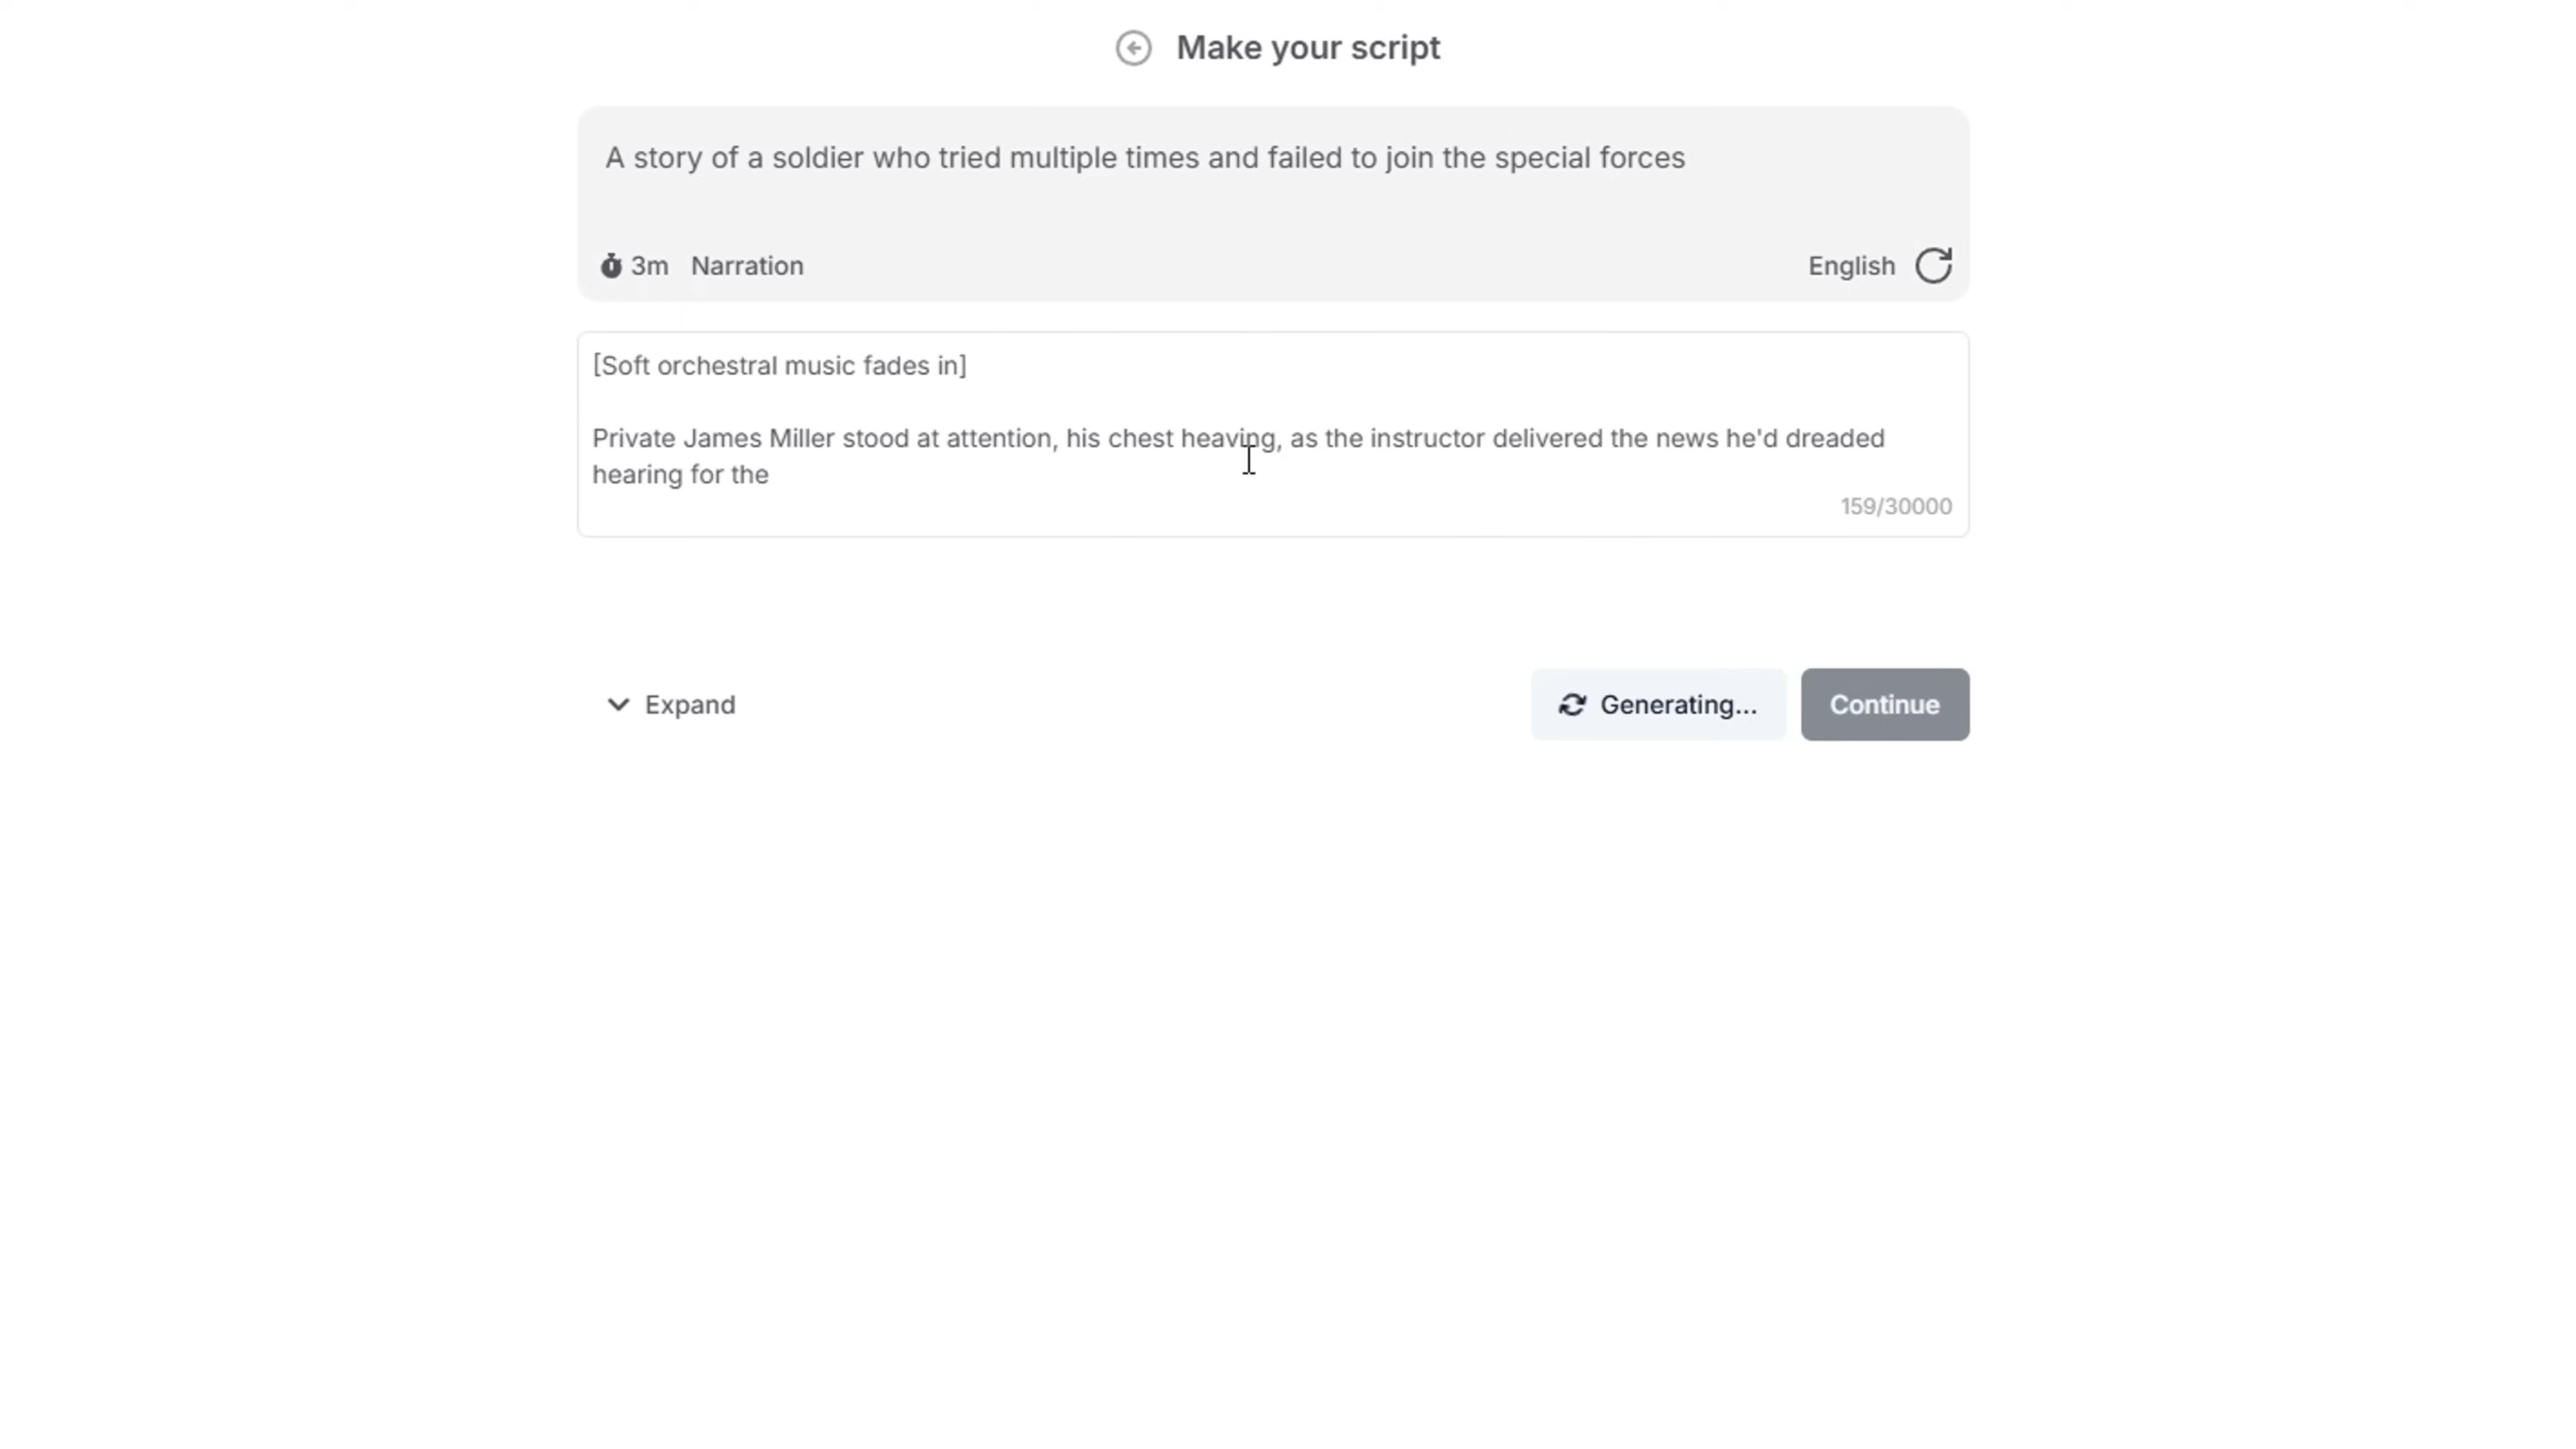 Make your script
A story of a soldier who tried multiple times and failed to join the special forces
3m Narration English
[Soft orchestral music fades in]
Private James Miller stood at attention, his chest heaving, as the instructor delivered the news he'd dreaded
hearing for the
159/30000
Expand Generating... Continue